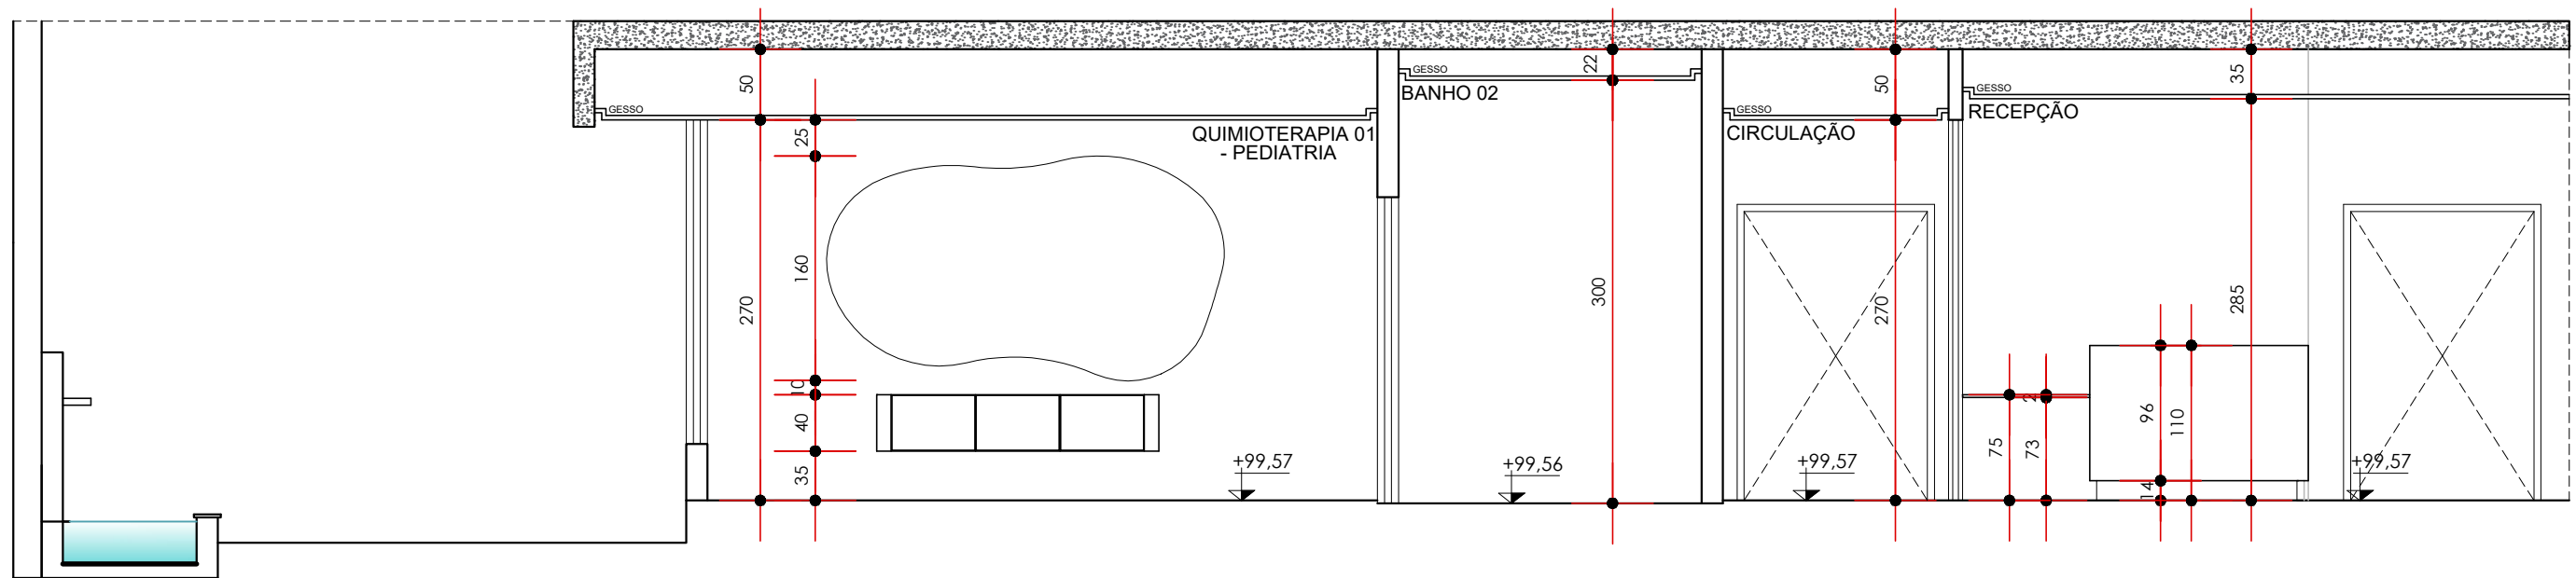 50
GESSO
25
QUIMIOTERAPIA 01
- PEDIATRIA
160
270
10
40
35
+99,57
22
GESSO
BANHO 02
300
+99,56
50
GESSO
CIRCULAÇÃO
270
+99,57
35
GESSO
RECEPÇÃO
285
2
75
73
96
110
14
+99,57